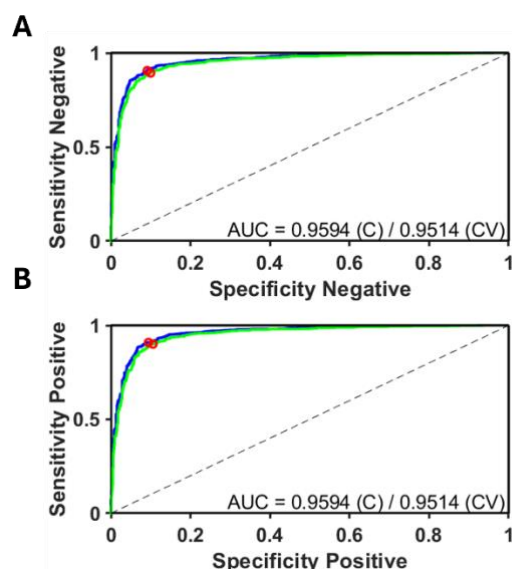 A
Sensitivity Negative
1
0.5
0
AUC = 0.9594 (C) / 0.9514 (CV)
0 0.2 0.4 0.6 0.8 1
Specificity Negative
B
Sensitivity Positive
1
0.5
0
AUC = 0.9594 (C) / 0.9514 (CV)
0 0.2 0.4 0.6 0.8 1
Specificity Positive